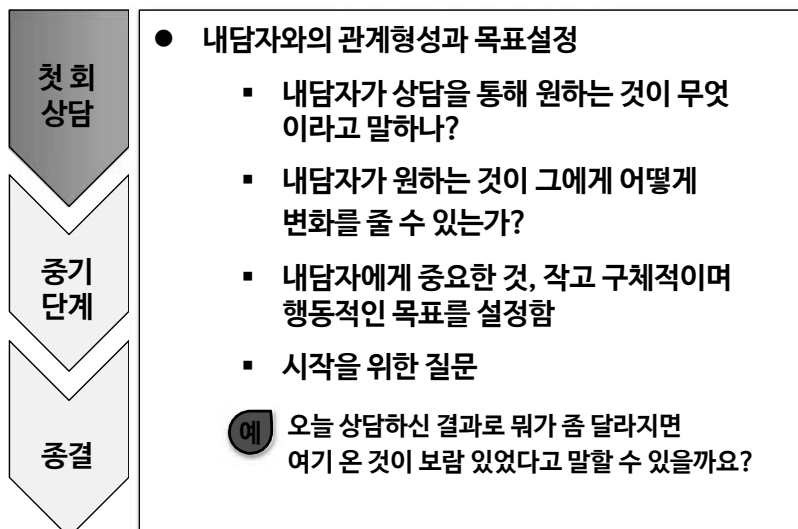 첫 회
상담
중기
단계
종결
● 내담자와의 관계형성과 목표설정
▪ 내담자가 상담을 통해 원하는 것이 무엇
이라고 말하나?
▪ 내담자가 원하는 것이 그에게 어떻게
변화를 줄 수 있는가?
▪ 내담자에게 중요한 것, 작고 구체적이며
행동적인 목표를 설정함
▪ 시작을 위한 질문
예 오늘 상담하신 결과로 뭐가 좀 달라지면
여기 온 것이 보람 있었다고 말할 수 있을까요?